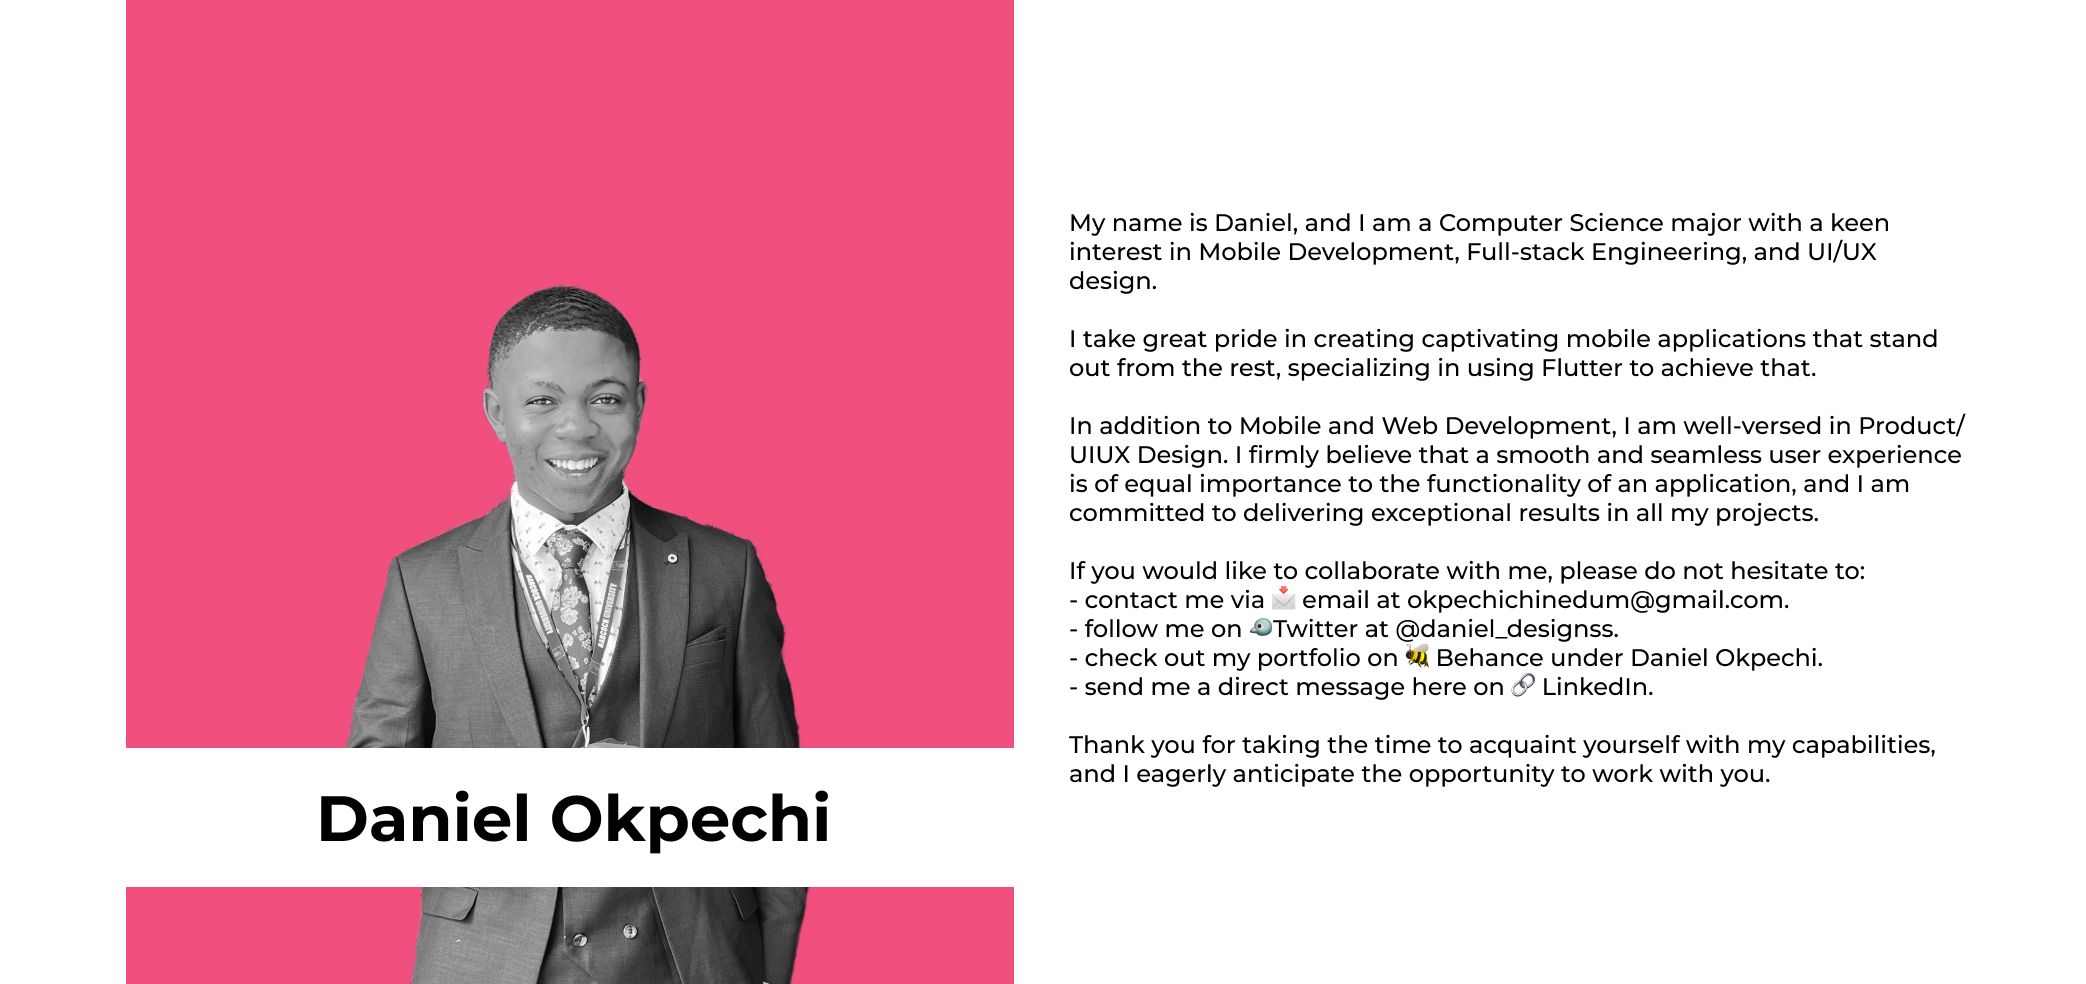 My name is Daniel, and I am a Computer Science major with a keen
interest in Mobile Development, Full-stack Engineering, and UI/UX
design.
I take great pride in creating captivating mobile applications that stand
out from the rest, specializing in using Flutter to achieve that.
In addition to Mobile and Web Development, I am well-versed in Product/
UIUX Design. I firmly believe that a smooth and seamless user experience
is of equal importance to the functionality of an application, and I am
committed to delivering exceptional results in all my projects.
If you would like to collaborate with me, please do not hesitate to:
- contact me via 📩 email at okpechichinedum@gmail.com.
- follow me on 🐦Twitter at @daniel_designss.
- check out my portfolio on 🐝 Behance under Daniel Okpechi.
- send me a direct message here on 🔗 LinkedIn.
Thank you for taking the time to acquaint yourself with my capabilities,
and I eagerly anticipate the opportunity to work with you.
BABCOCK UNIVERSITY
BABCOCK UNIVERSITY
Daniel Okpechi